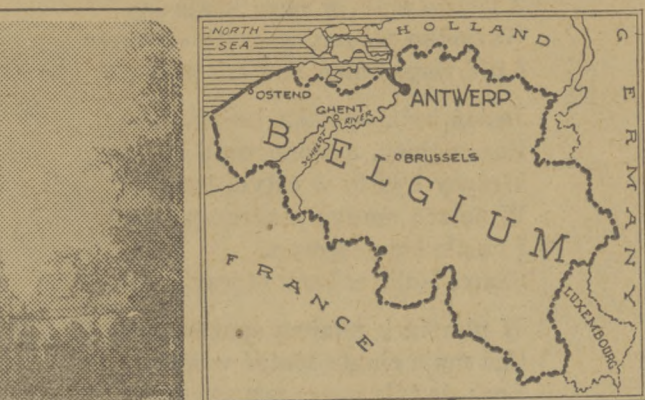 NORTH
SEA
HOLLAND
GERMANY
OSTEND
ANTWERP
GHENT
RIVER
BRUSSELS
BELGIUM
FRANCE
LUXEMBOURG